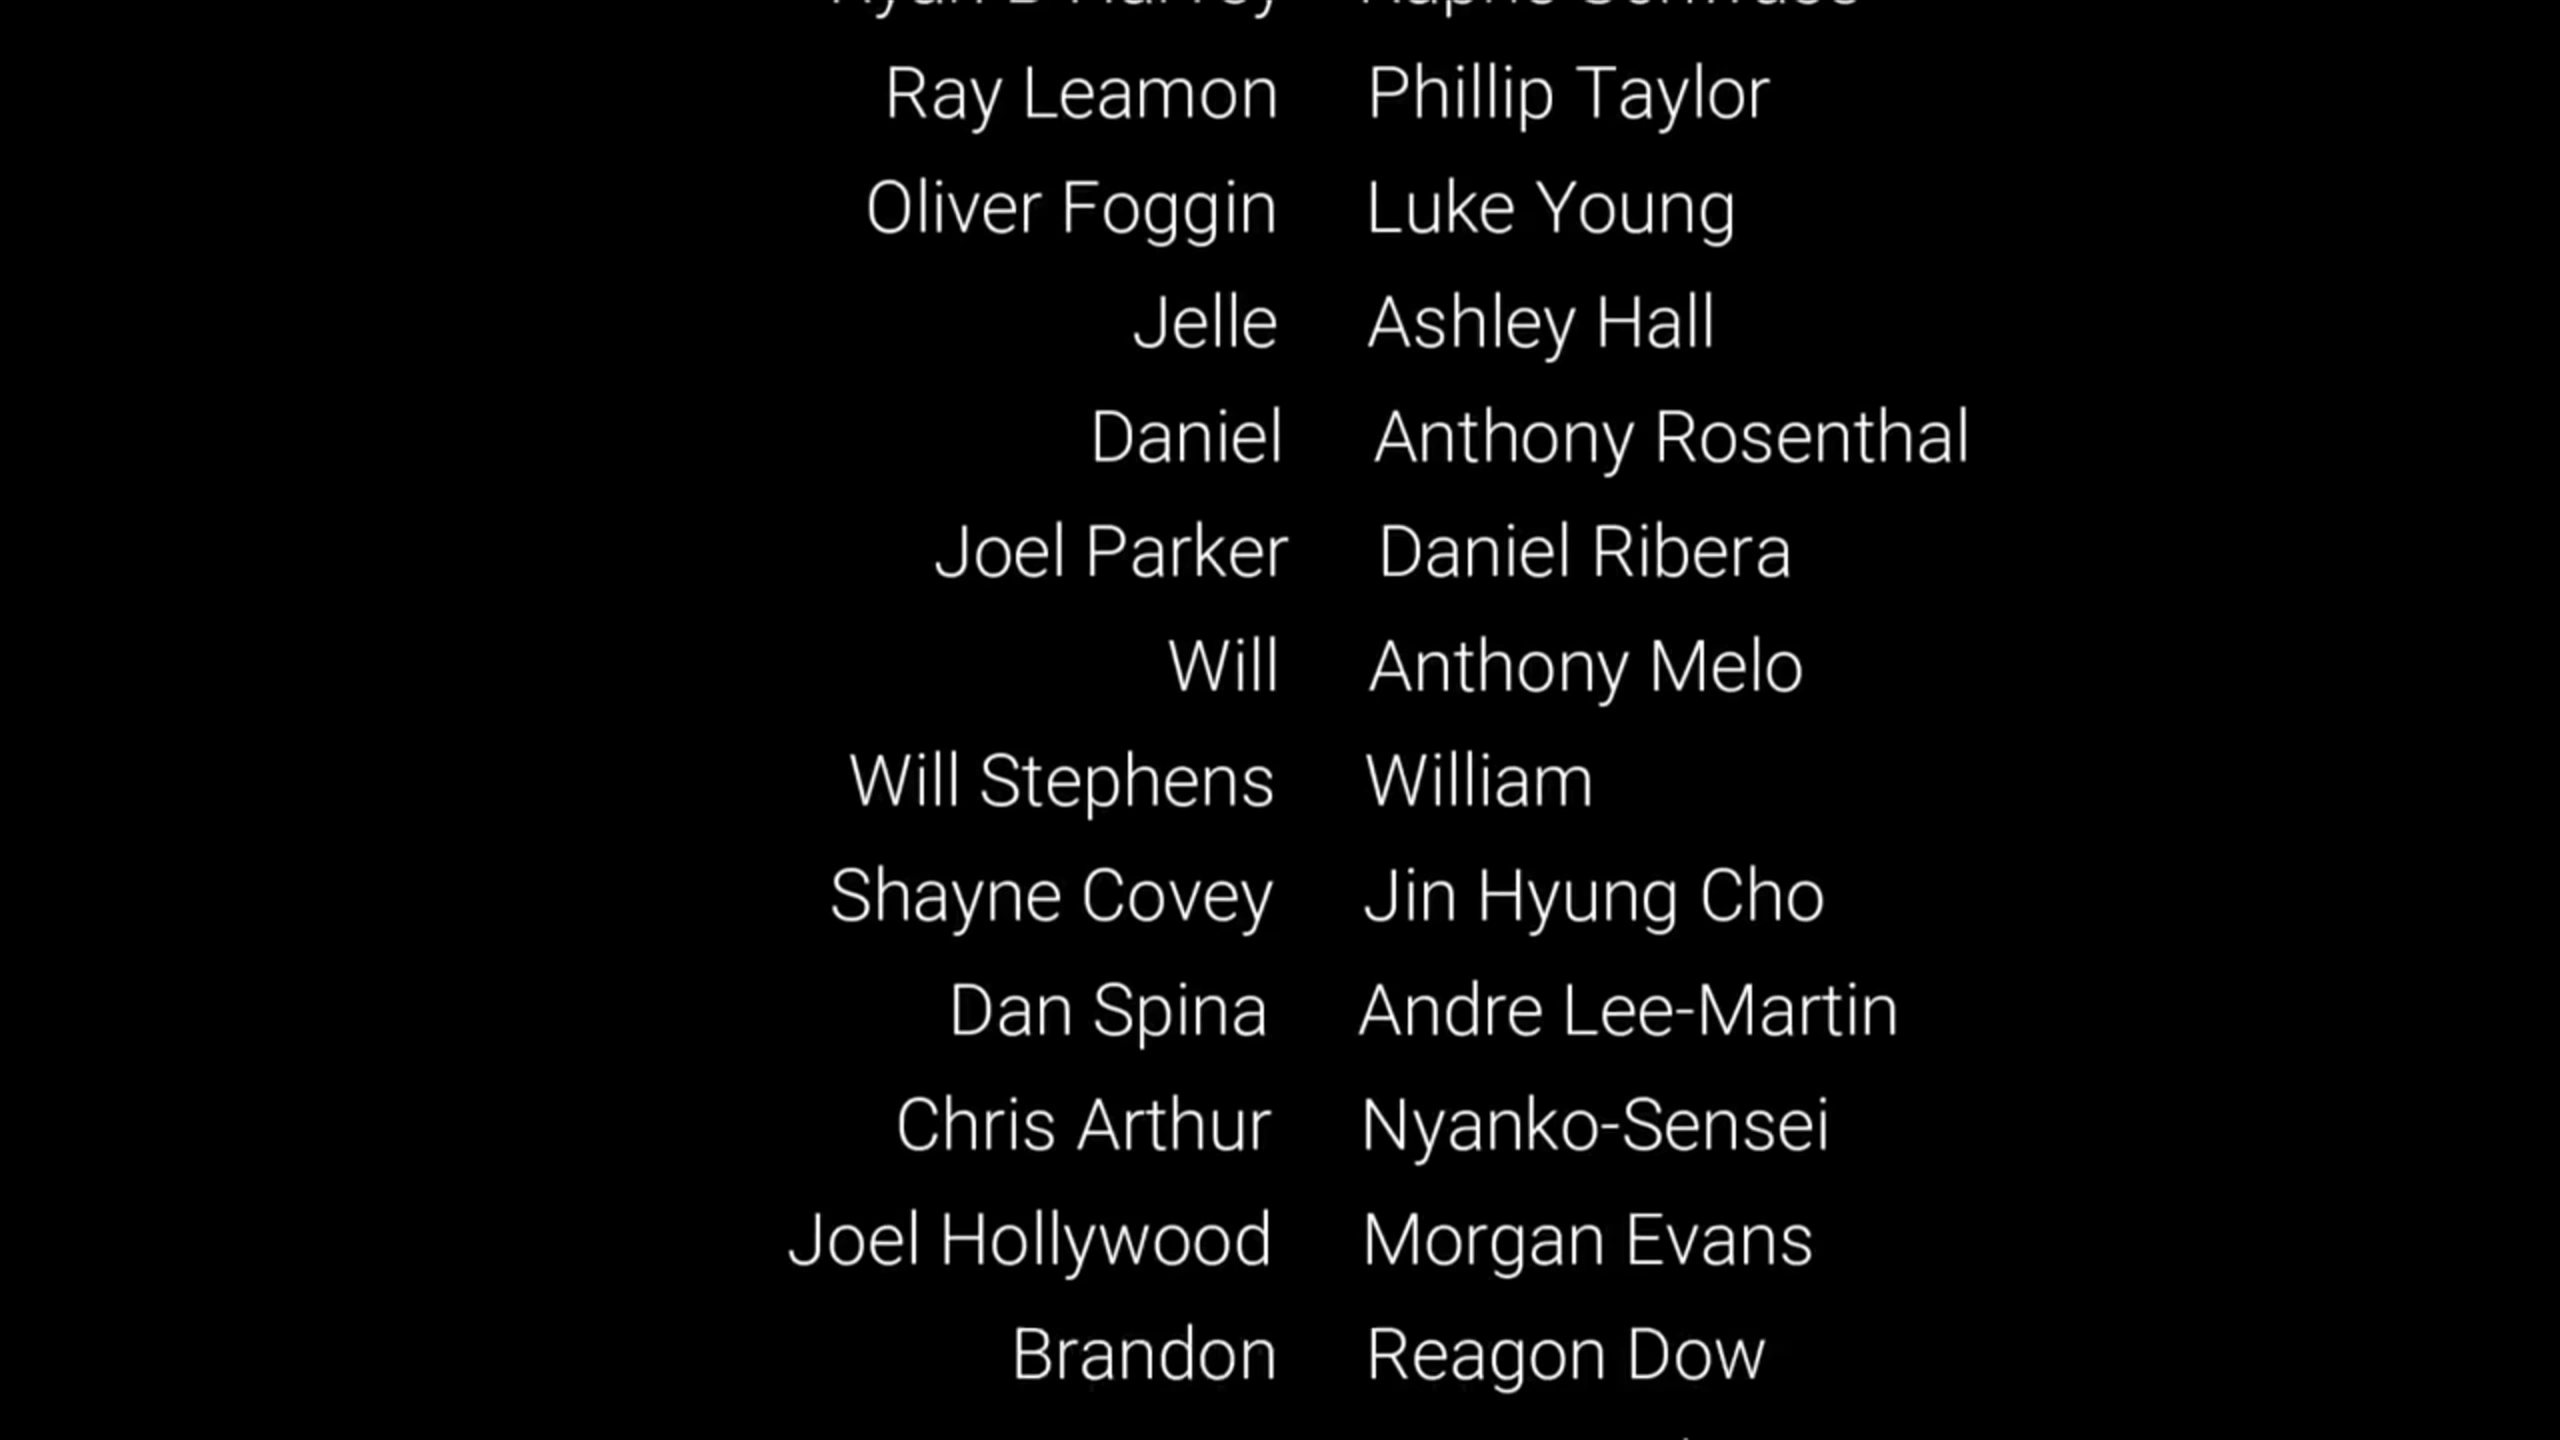 Ray Leamon Phillip Taylor
Oliver Foggin Luke Young
Jelle Ashley Hall
Daniel Anthony Rosenthal
Joel Parker Daniel Ribera
Will Anthony Melo
Will Stephens William
Shayne Covey Jin Hyung Cho
Dan Spina Andre Lee-Martin
Chris Arthur Nyanko-Sensei
Joel Hollywood Morgan Evans
Brandon Reagon Dow